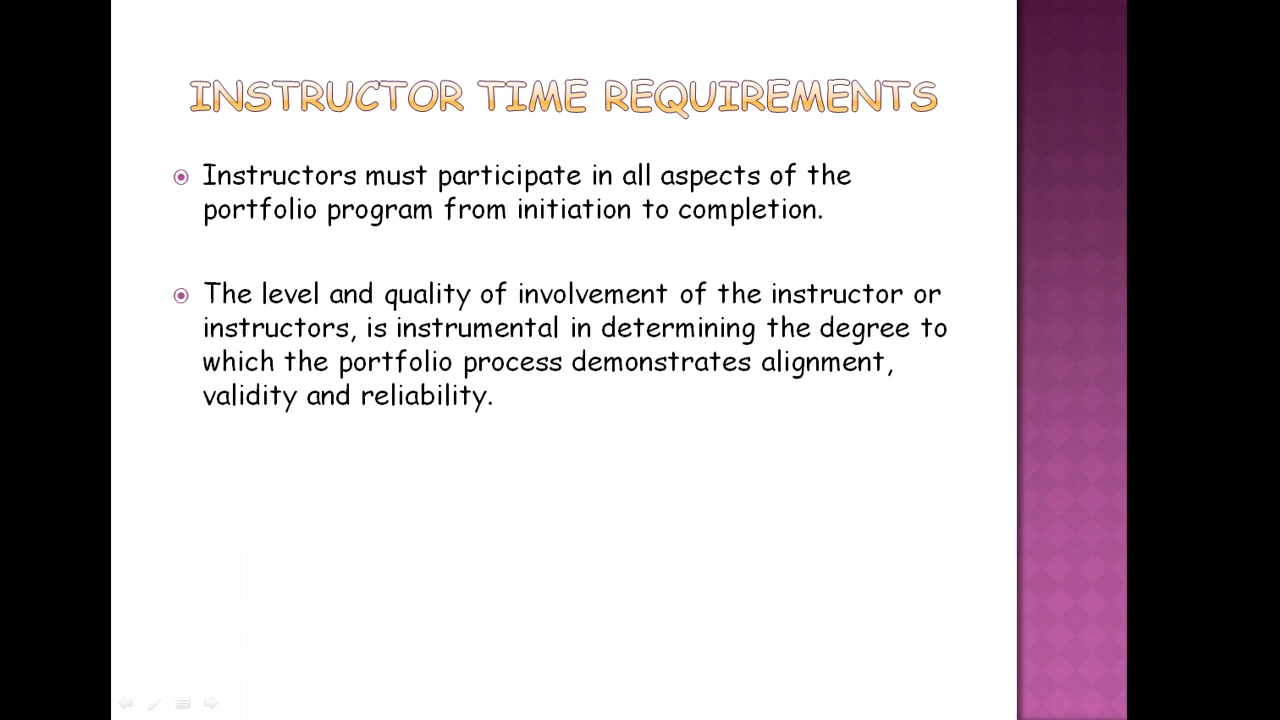 INSTRUCTOR TIME REQUIREMENTS
Instructors must participate in all aspects of the
portfolio program from initiation to completion.
The level and quality of involvement of the instructor or
instructors, is instrumental in determining the degree to
which the portfolio process demonstrates alignment,
validity and reliability.